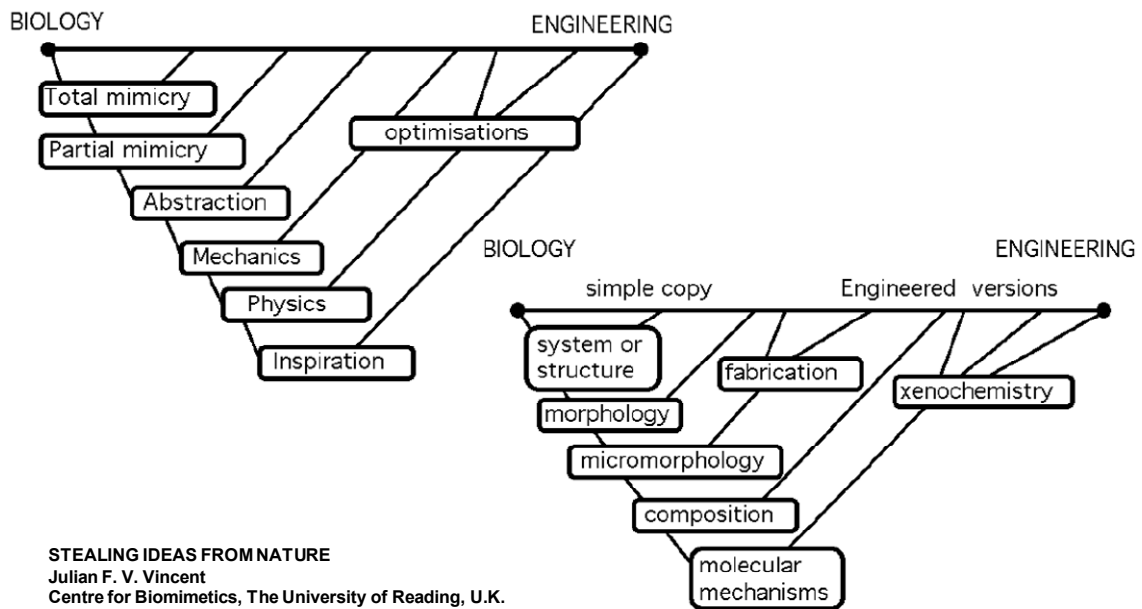 BIOLOGY ENGINEERING
Total mimicry
optimisations
Partial mimicry
Abstraction
Mechanics
Physics
Inspiration
BIOLOGY ENGINEERING
simple copy Engineered versions
system or
structure
fabrication
xenochemistry
morphology
micromorphology
composition
molecular
mechanisms
STEALING IDEAS FROM NATURE
Julian F. V. Vincent
Centre for Biomimetics, The University of Reading, U.K.